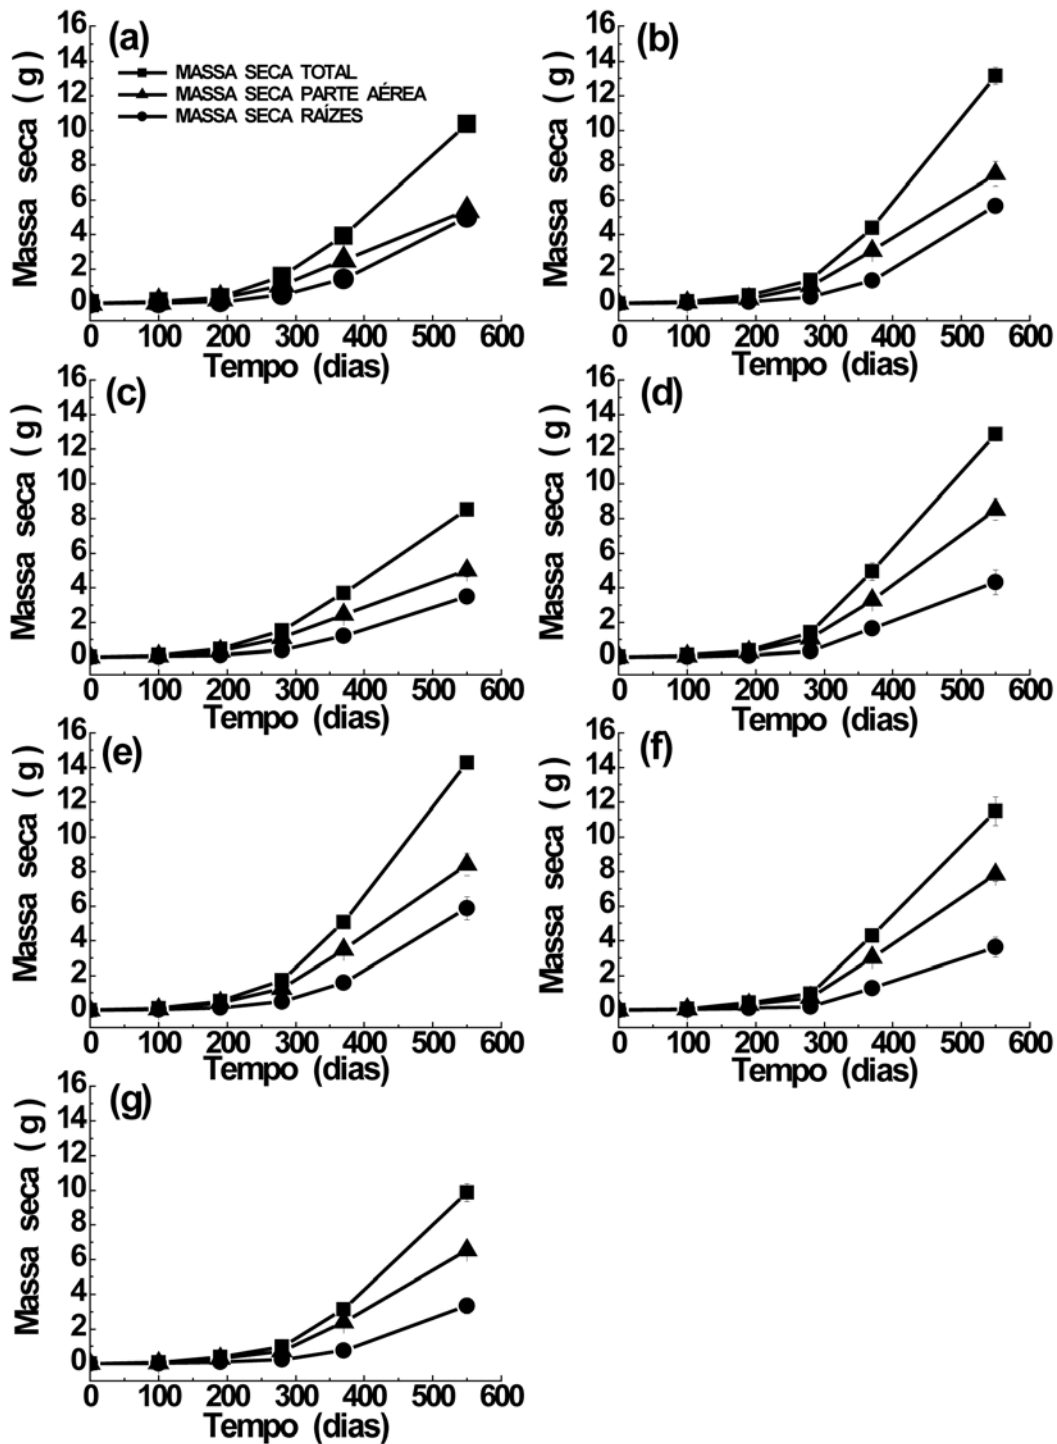 (a)
MASSA SECA TOTAL
MASSA SECA PARTE AÉREA
MASSA SECA RAÍZES
Massa seca (g)
16
14
12
10
8
6
4
2
0
0 100 200 300 400 500 600
Tempo (dias)
(b)
Massa seca (g)
16
14
12
10
8
6
4
2
0
0 100 200 300 400 500 600
Tempo (dias)
(c)
Massa seca (g)
16
14
12
10
8
6
4
2
0
0 100 200 300 400 500 600
Tempo (dias)
(d)
Massa seca (g)
16
14
12
10
8
6
4
2
0
0 100 200 300 400 500 600
Tempo (dias)
(e)
Massa seca (g)
16
14
12
10
8
6
4
2
0
0 100 200 300 400 500 600
Tempo (dias)
(f)
Massa seca (g)
16
14
12
10
8
6
4
2
0
0 100 200 300 400 500 600
Tempo (dias)
(g)
Massa seca (g)
16
14
12
10
8
6
4
2
0
0 100 200 300 400 500 600
Tempo (dias)